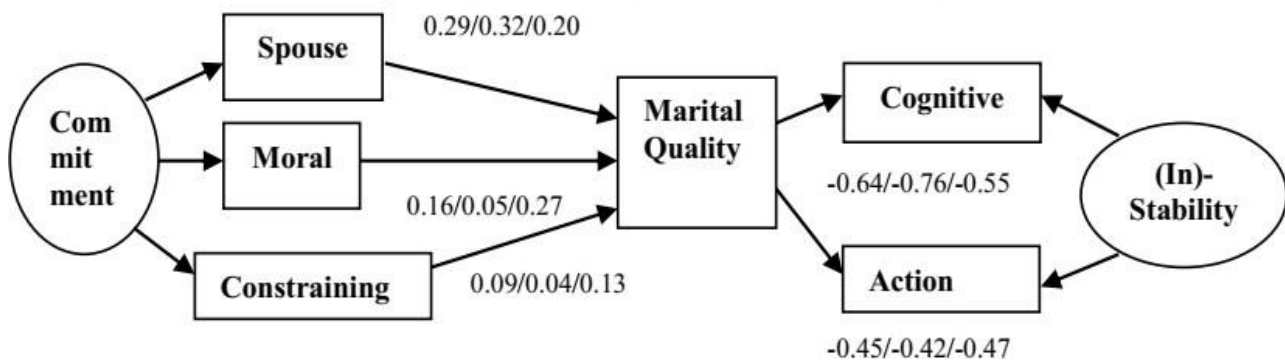 0.29/0.32/0.20
Spouse
Com
mit
ment
Moral
0.16/0.05/0.27
Constraining
0.09/0.04/0.13
Marital
Quality
Cognitive
-0.64/-0.76/-0.55
(In)-
Stability
Action
-0.45/-0.42/-0.47